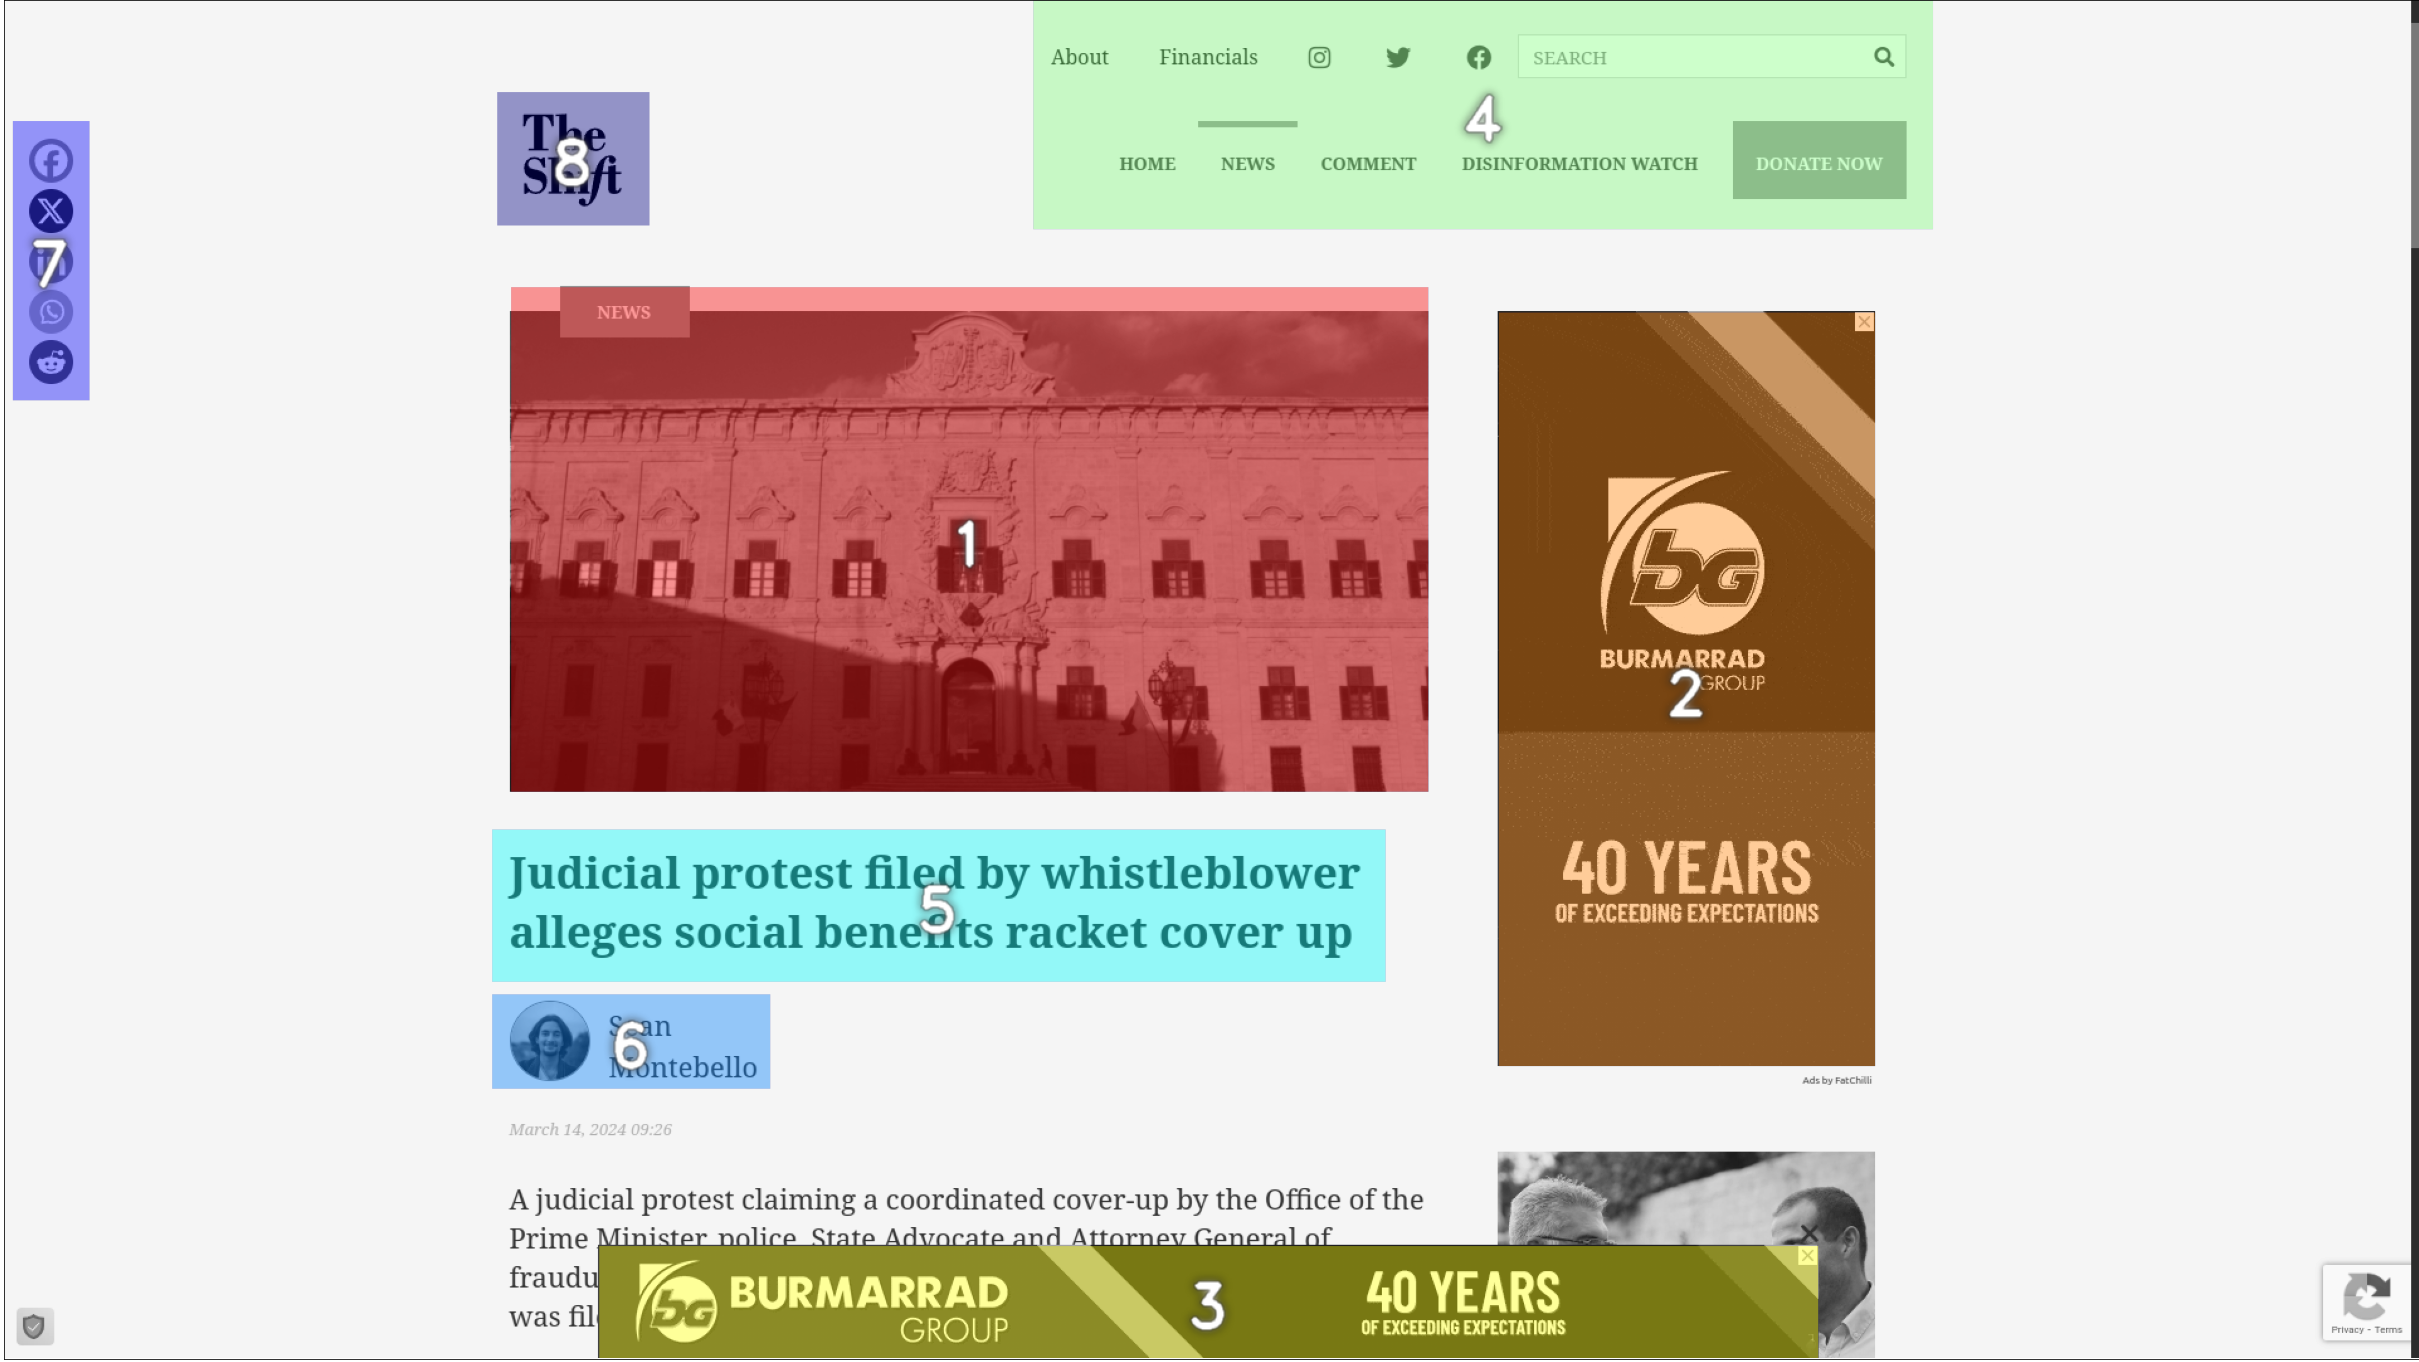 About Financials SEARCH
The
Shift
8
4
HOME NEWS COMMENT DISINFORMATION WATCH DONATE NOW
7
NEWS
1
bG
BURMARRAD
GROUP
2
40 YEARS
OF EXCEEDING EXPECTATIONS
Ads by FatChilli
Judicial protest filed by whistleblower
alleges social benefits racket cover up
5
Sean
Montebello
6
March 14, 2024 09:26
A judicial protest claiming a coordinated cover-up by the Office of the
Prime Minister, police, State Advocate and Attorney General of
fraudu
was fil
bG BURMARRAD
GROUP
3
40 YEARS
OF EXCEEDING EXPECTATIONS
Privacy - Terms